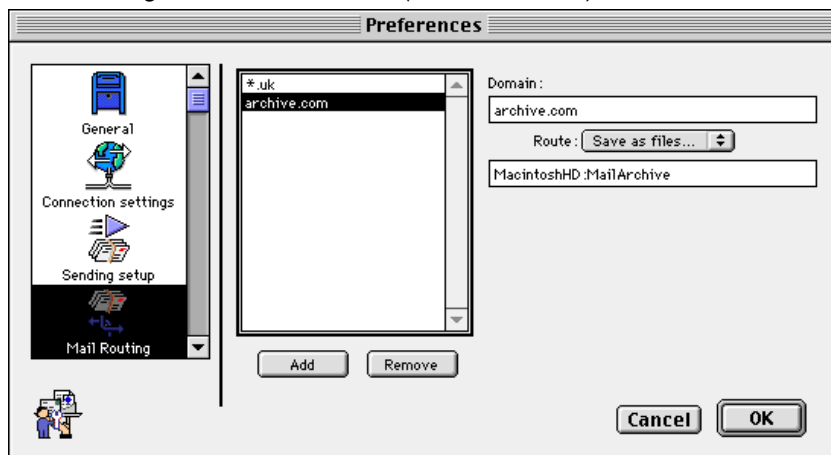 Preferences
General
Connection settings
Sending setup
Mail Routing
*.uk
archive.com
Add
Remove
Domain:
archive.com
Route: Save as files...
MacintoshHD:MailArchive
Cancel
OK